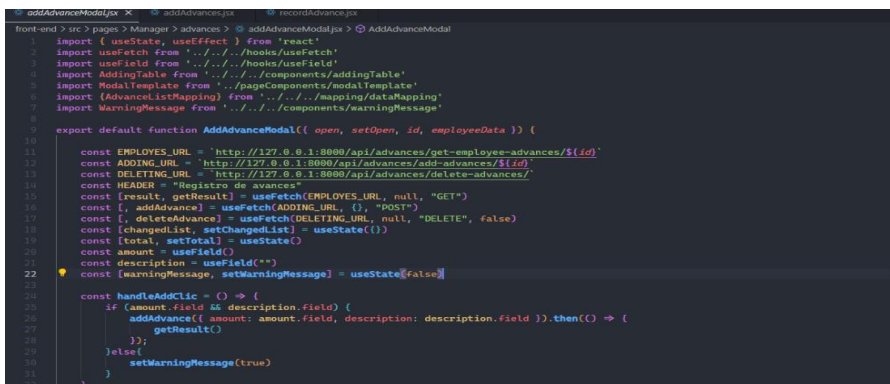 addAdvanceModal.jsx × addAdvances.jsx recordAdvance.jsx
front-end > src > pages > Manager > advances > addAdvanceModal.jsx > AddAdvanceModal
1 import { useState, useEffect } from 'react'
2 import useFetch from '../../../hooks/useFetch'
3 import useField from '../../../hooks/useField'
4 import AddingTable from '../../../components/addingTable'
5 import ModalTemplate from '../pageComponents/modalTemplate'
6 import {AdvanceListMapping} from '../../../mapping/dataMapping'
7 import WarningMessage from '../../../components/warningMessage'
8
9 export default function AddAdvanceModal({ open, setOpen, id, employeeData }) {
10
11 const EMPLOYES_URL = `http://127.0.0.1:8000/api/advances/get-employee-advances/${id}`
12 const ADDING_URL = `http://127.0.0.1:8000/api/advances/add-advances/${id}`
13 const DELETING_URL = `http://127.0.0.1:8000/api/advances/delete-advances/`
14 const HEADER = "Registro de avances"
15 const [result, getResult] = useFetch(EMPLOYES_URL, null, "GET")
16 const [, addAdvance] = useFetch(ADDING_URL, {}, "POST")
17 const [, deleteAdvance] = useFetch(DELETING_URL, null, "DELETE", false)
18 const [changedList, setChangedList] = useState({})
19 const [total, setTotal] = useState()
20 const amount = useField()
21 const description = useField("")
22 const [warningMessage, setWarningMessage] = useState(false)
23
24 const handleAddClic = () => {
25 if (amount.field && description.field) {
26 addAdvance({ amount: amount.field, description: description.field }).then(() => {
27 getResult()
28 });
29 }else{
30 setWarningMessage(true)
31 }